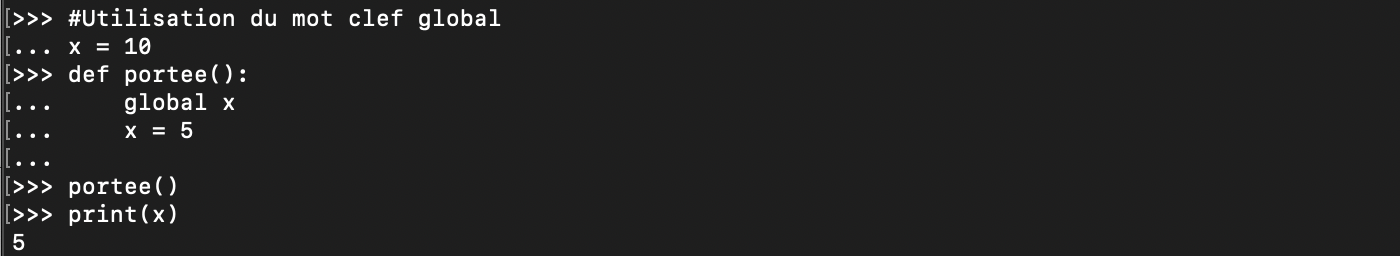 >>> #Utilisation du mot clef global
... x = 10
>>> def portee():
...     global x
...     x = 5
...
>>> portee()
>>> print(x)
5